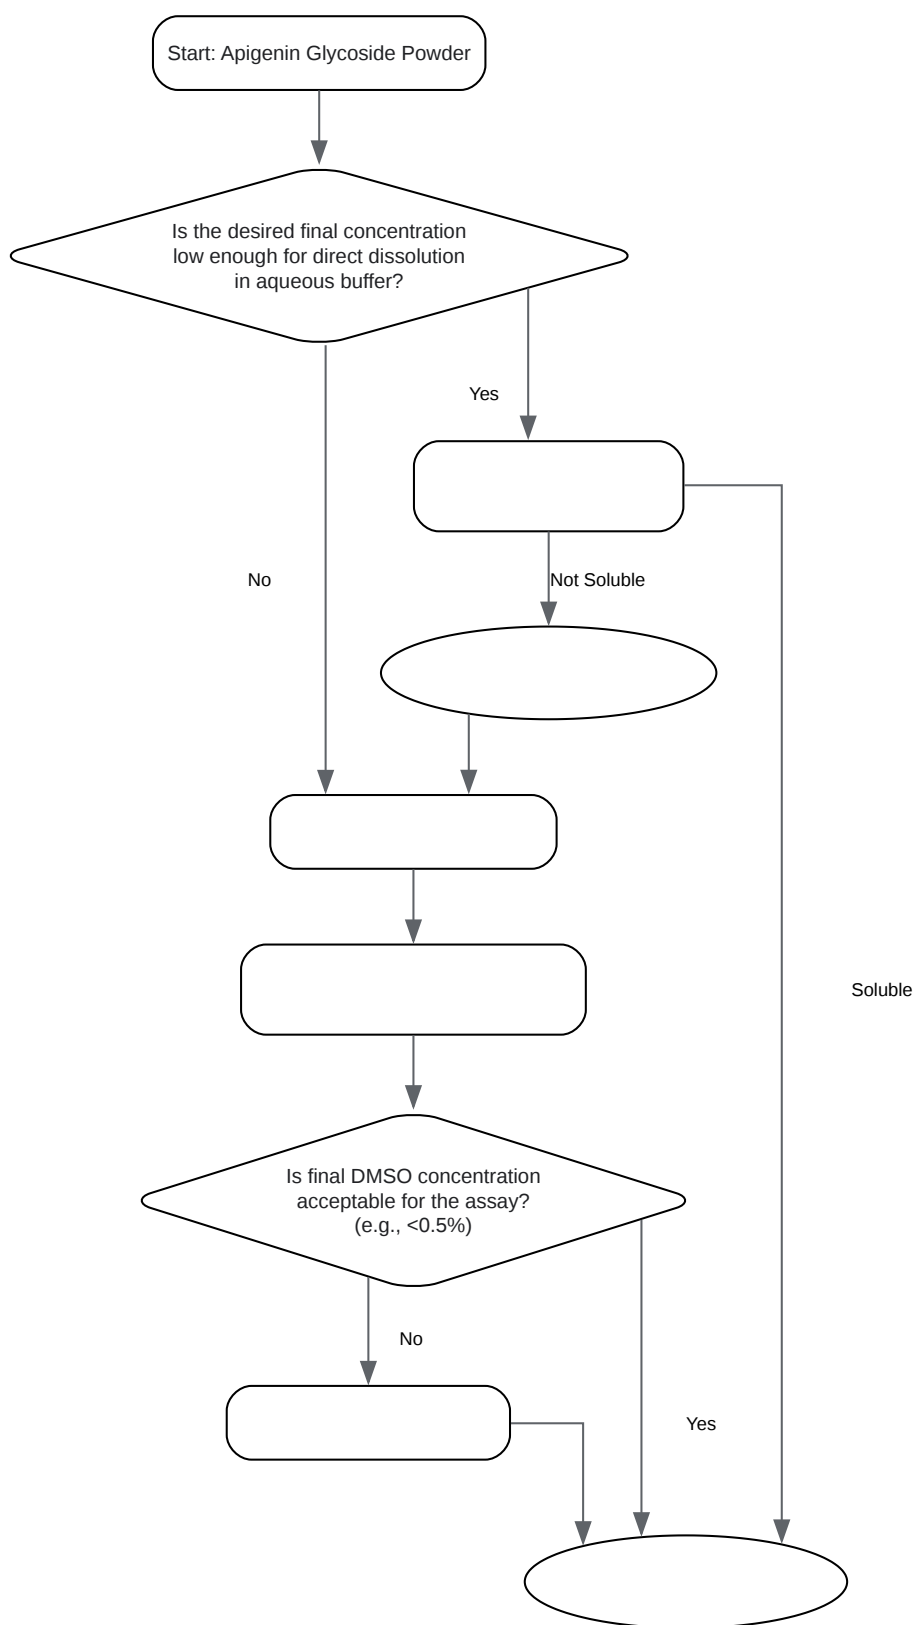 Start: Apigenin Glycoside Powder
Is the desired final concentration
low enough for direct dissolution
in aqueous buffer?
Yes
No
Not Soluble
Soluble
Is final DMSO concentration
acceptable for the assay?
(e.g., <0.5%)
No
Yes